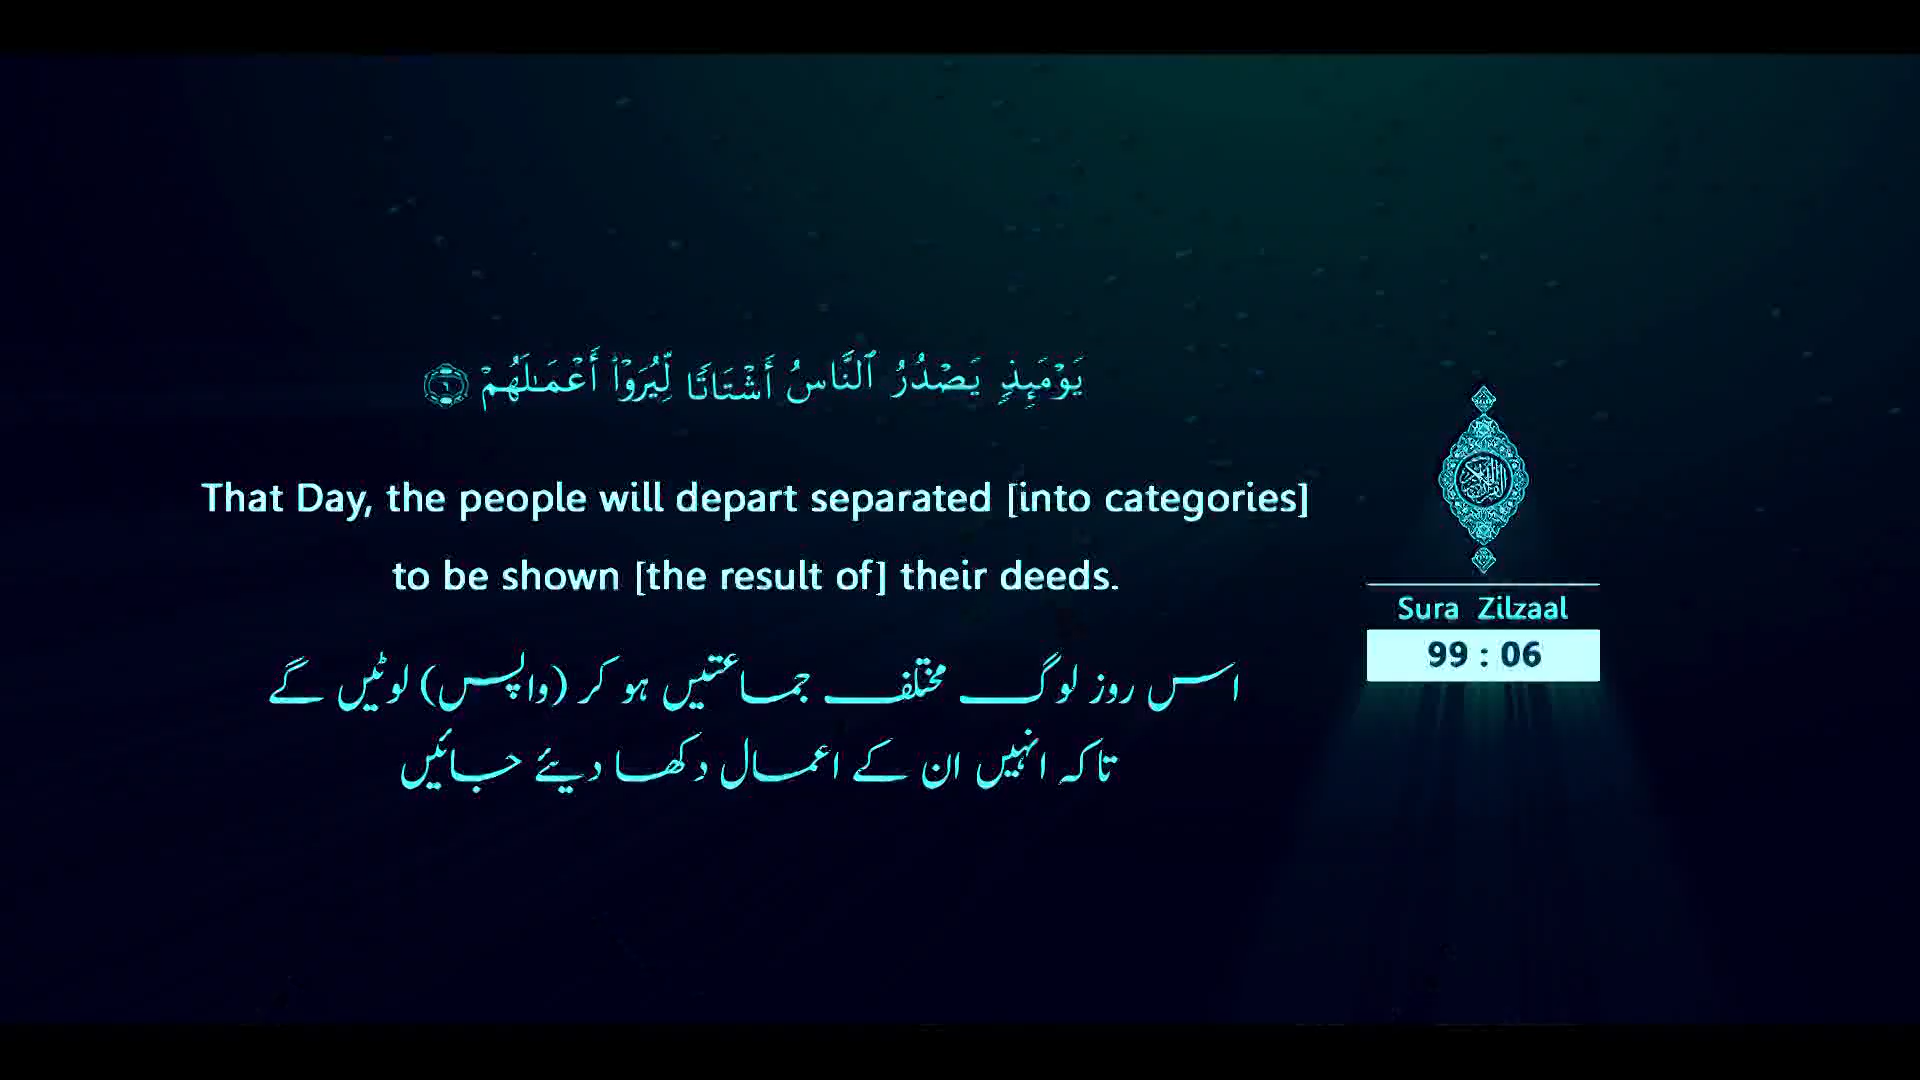 يَوْمَئِذٍ يَصْدُرُ ٱلنَّاسُ أَشْتَاتًا لِّيُرَوْا۟ أَعْمَـٰلَهُمْ ٦
That Day, the people will depart separated [into categories]
to be shown [the result of] their deeds.
اس روز لوگ مختلف جماعتیں ہو کر (واپس) لوٹیں گے
تاکہ انہیں ان کے اعمال دکھا دیئے جائیں
القرآن الكريم
Sura Zilzaal
99 : 06